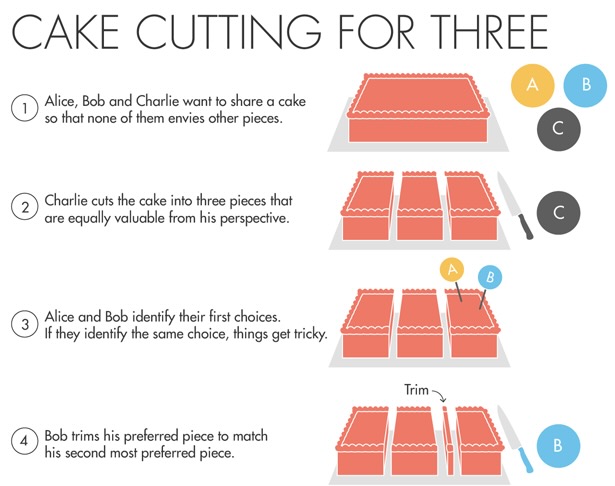 CAKE CUTTING FOR THREE
1
Alice, Bob and Charlie want to share a cake
so that none of them envies other pieces.
A
B
C
2
Charlie cuts the cake into three pieces that
are equally valuable from his perspective.
C
A
B
3
Alice and Bob identify their first choices.
If they identify the same choice, things get tricky.
Trim
4
Bob trims his preferred piece to match
his second most preferred piece.
B